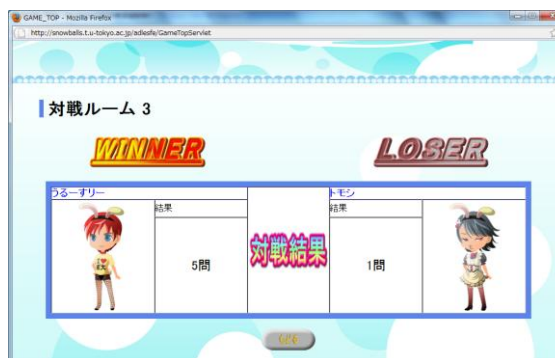 GAME_TOP - Mozilla Firefox
http://snowballs.t.u-tokyo.ac.jp/adlesfe/GameTopServlet
対戦ルーム 3
WINNER
LOSER
うるーすりー
トモシ
結果
対戦結果
結果
5問
1問